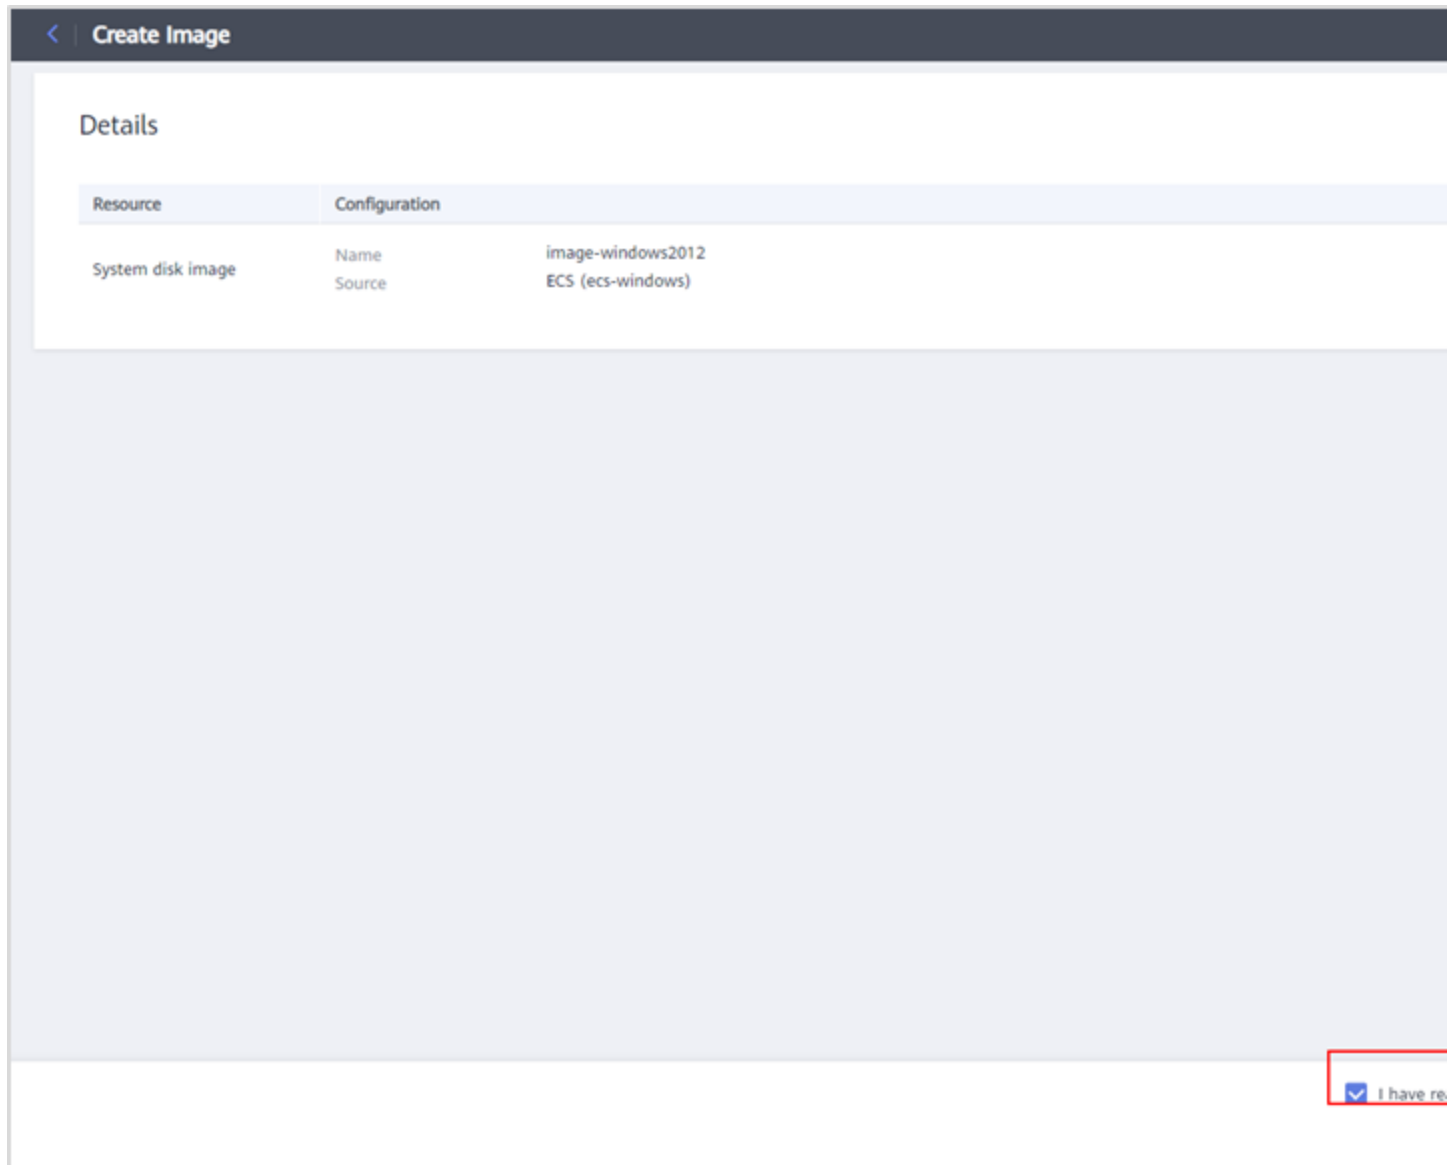 Create Image
Details
Resource Configuration
System disk image
Name image-windows2012
Source ECS (ecs-windows)
I have